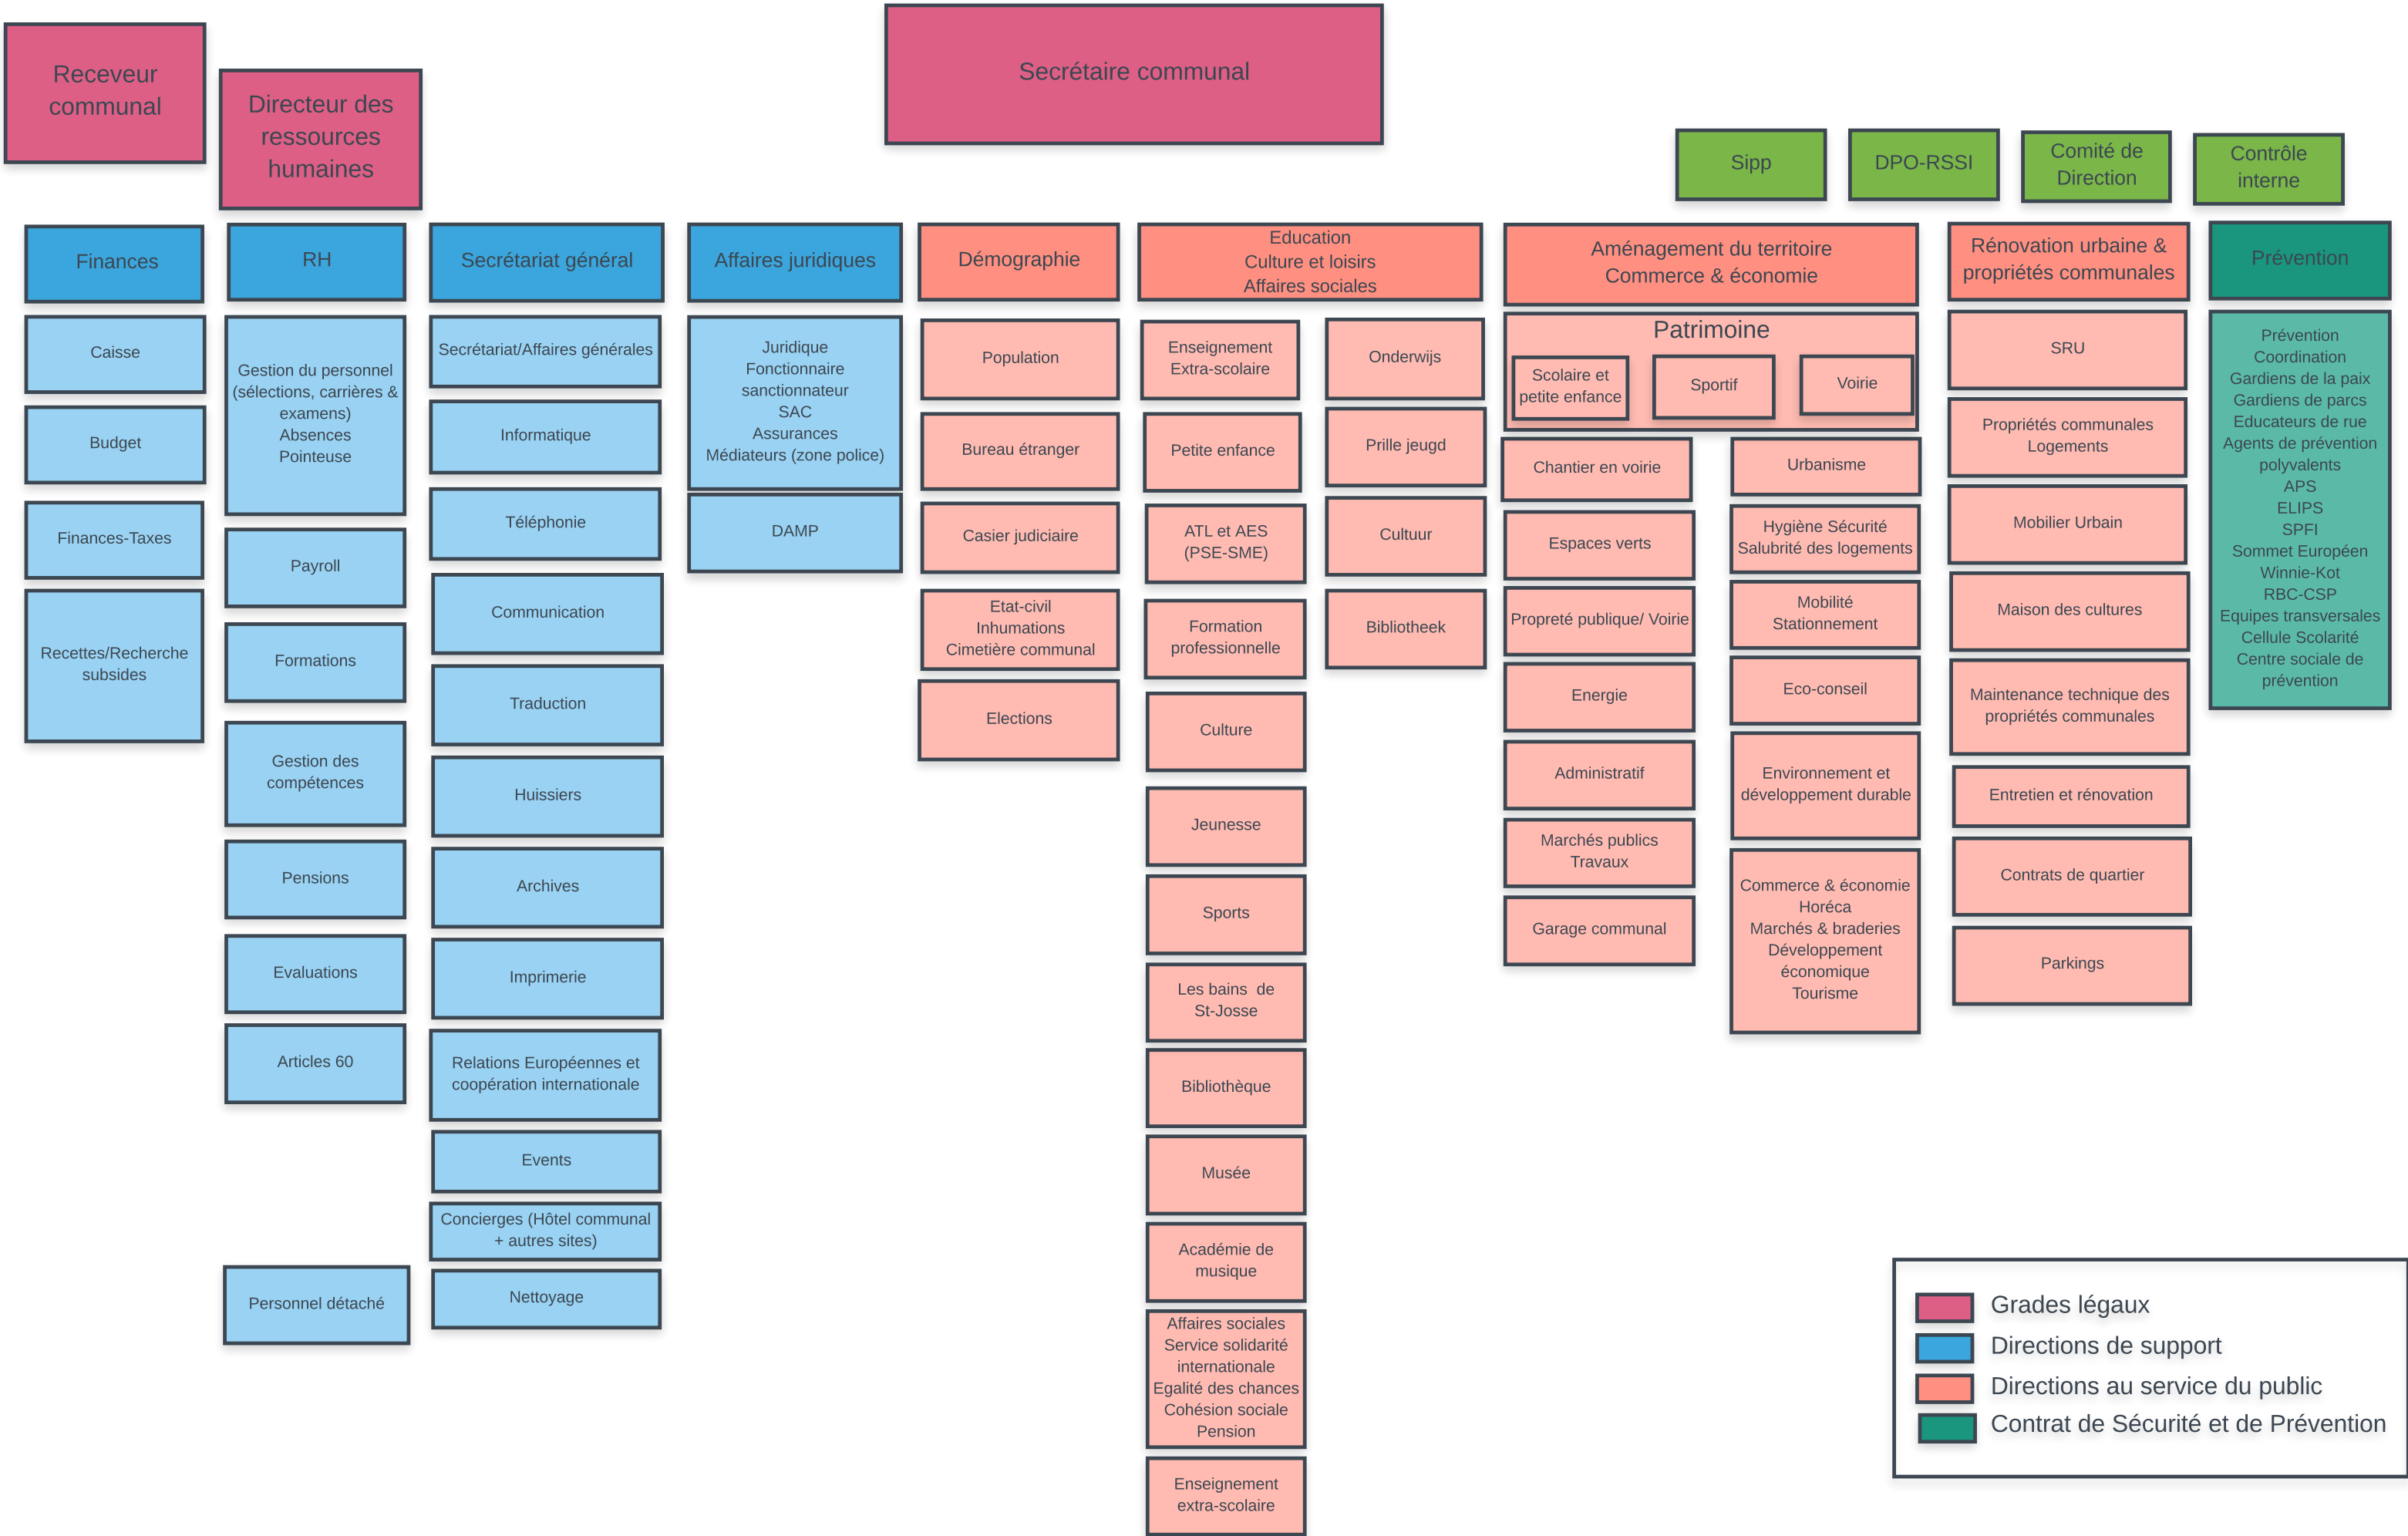 Receveur
communal
Directeur des
ressources
humaines
Secrétaire communal
Sipp
DPO-RSSI
Comité de
Direction
Contrôle
interne
Finances
Caisse
Budget
Finances-Taxes
Recettes/Recherche
subsides
RH
Gestion du personnel
(sélections, carrières &
examens)
Absences
Pointeuse
Payroll
Formations
Gestion des
compétences
Pensions
Evaluations
Articles 60
Personnel détaché
Secrétariat général
Secrétariat/Affaires générales
Informatique
Téléphonie
Communication
Traduction
Huissiers
Archives
Imprimerie
Relations Européennes et
coopération internationale
Events
Concierges (Hôtel communal
+ autres sites)
Nettoyage
Affaires juridiques
Juridique
Fonctionnaire
sanctionnateur
SAC
Assurances
Médiateurs (zone police)
DAMP
Démographie
Population
Bureau étranger
Casier judiciaire
Etat-civil
Inhumations
Cimetière communal
Elections
Education
Culture et loisirs
Affaires sociales
Enseignement
Extra-scolaire
Petite enfance
ATL et AES
(PSE-SME)
Formation
professionnelle
Culture
Jeunesse
Sports
Les bains  de
St-Josse
Bibliothèque
Musée
Académie de
musique
Affaires sociales
Service solidarité
internationale
Egalité des chances
Cohésion sociale
Pension
Enseignement
extra-scolaire
Onderwijs
Prille jeugd
Cultuur
Bibliotheek
Aménagement du territoire
Commerce & économie
Patrimoine
Scolaire et
petite enfance
Sportif
Voirie
Chantier en voirie
Espaces verts
Propreté publique/ Voirie
Energie
Administratif
Marchés publics
Travaux
Garage communal
Urbanisme
Hygiène Sécurité
Salubrité des logements
Mobilité
Stationnement
Eco-conseil
Environnement et
développement durable
Commerce & économie
Horéca
Marchés & braderies
Développement
économique
Tourisme
Rénovation urbaine &
propriétés communales
SRU
Propriétés communales
Logements
Mobilier Urbain
Maison des cultures
Maintenance technique des
propriétés communales
Entretien et rénovation
Contrats de quartier
Parkings
Prévention
Prévention
Coordination
Gardiens de la paix
Gardiens de parcs
Educateurs de rue
Agents de prévention
polyvalents
APS
ELIPS
SPFI
Sommet Européen
Winnie-Kot
RBC-CSP
Equipes transversales
Cellule Scolarité
Centre sociale de
prévention
Grades légaux
Directions de support
Directions au service du public
Contrat de Sécurité et de Prévention